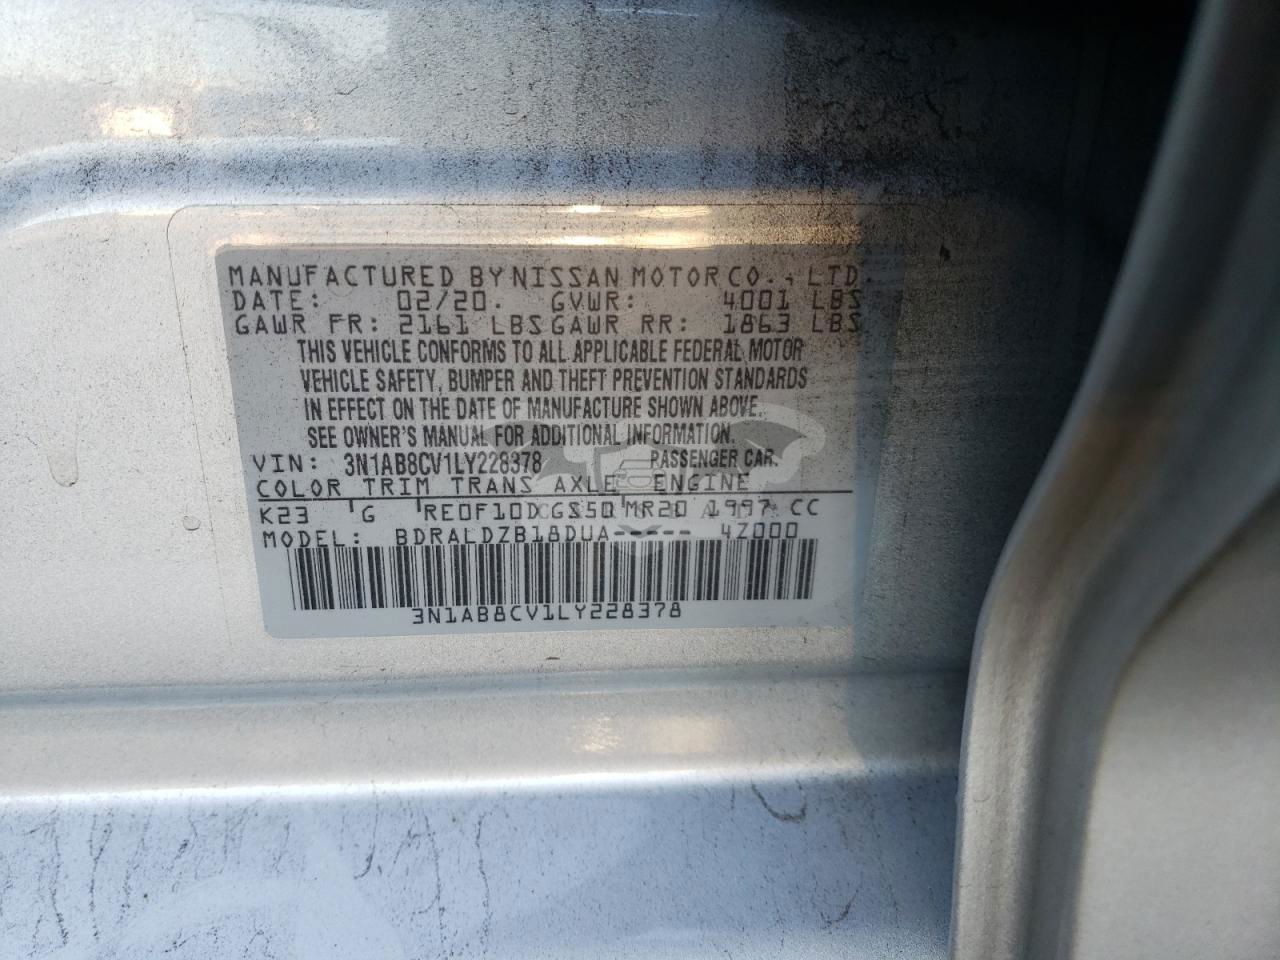 MANUFACTURED BY NISSAN MOTOR CO., LTD.
DATE: 02/20. GVWR: 4001 LBS
GAWR FR: 2161 LBS GAWR RR: 1863 LBS
THIS VEHICLE CONFORMS TO ALL APPLICABLE FEDERAL MOTOR
VEHICLE SAFETY, BUMPER AND THEFT PREVENTION STANDARDS
IN EFFECT ON THE DATE OF MANUFACTURE SHOWN ABOVE.
SEE OWNER'S MANUAL FOR ADDITIONAL INFORMATION.
VIN: 3N1AB8CV1LY228378 PASSENGER CAR.
COLOR TRIM TRANS AXLE ENGINE
K23 G RE0F10D GS50 MR20 1997 CC
MODEL: BDRALDZB18DUA----- 4Z000
3N1AB8CV1LY228378